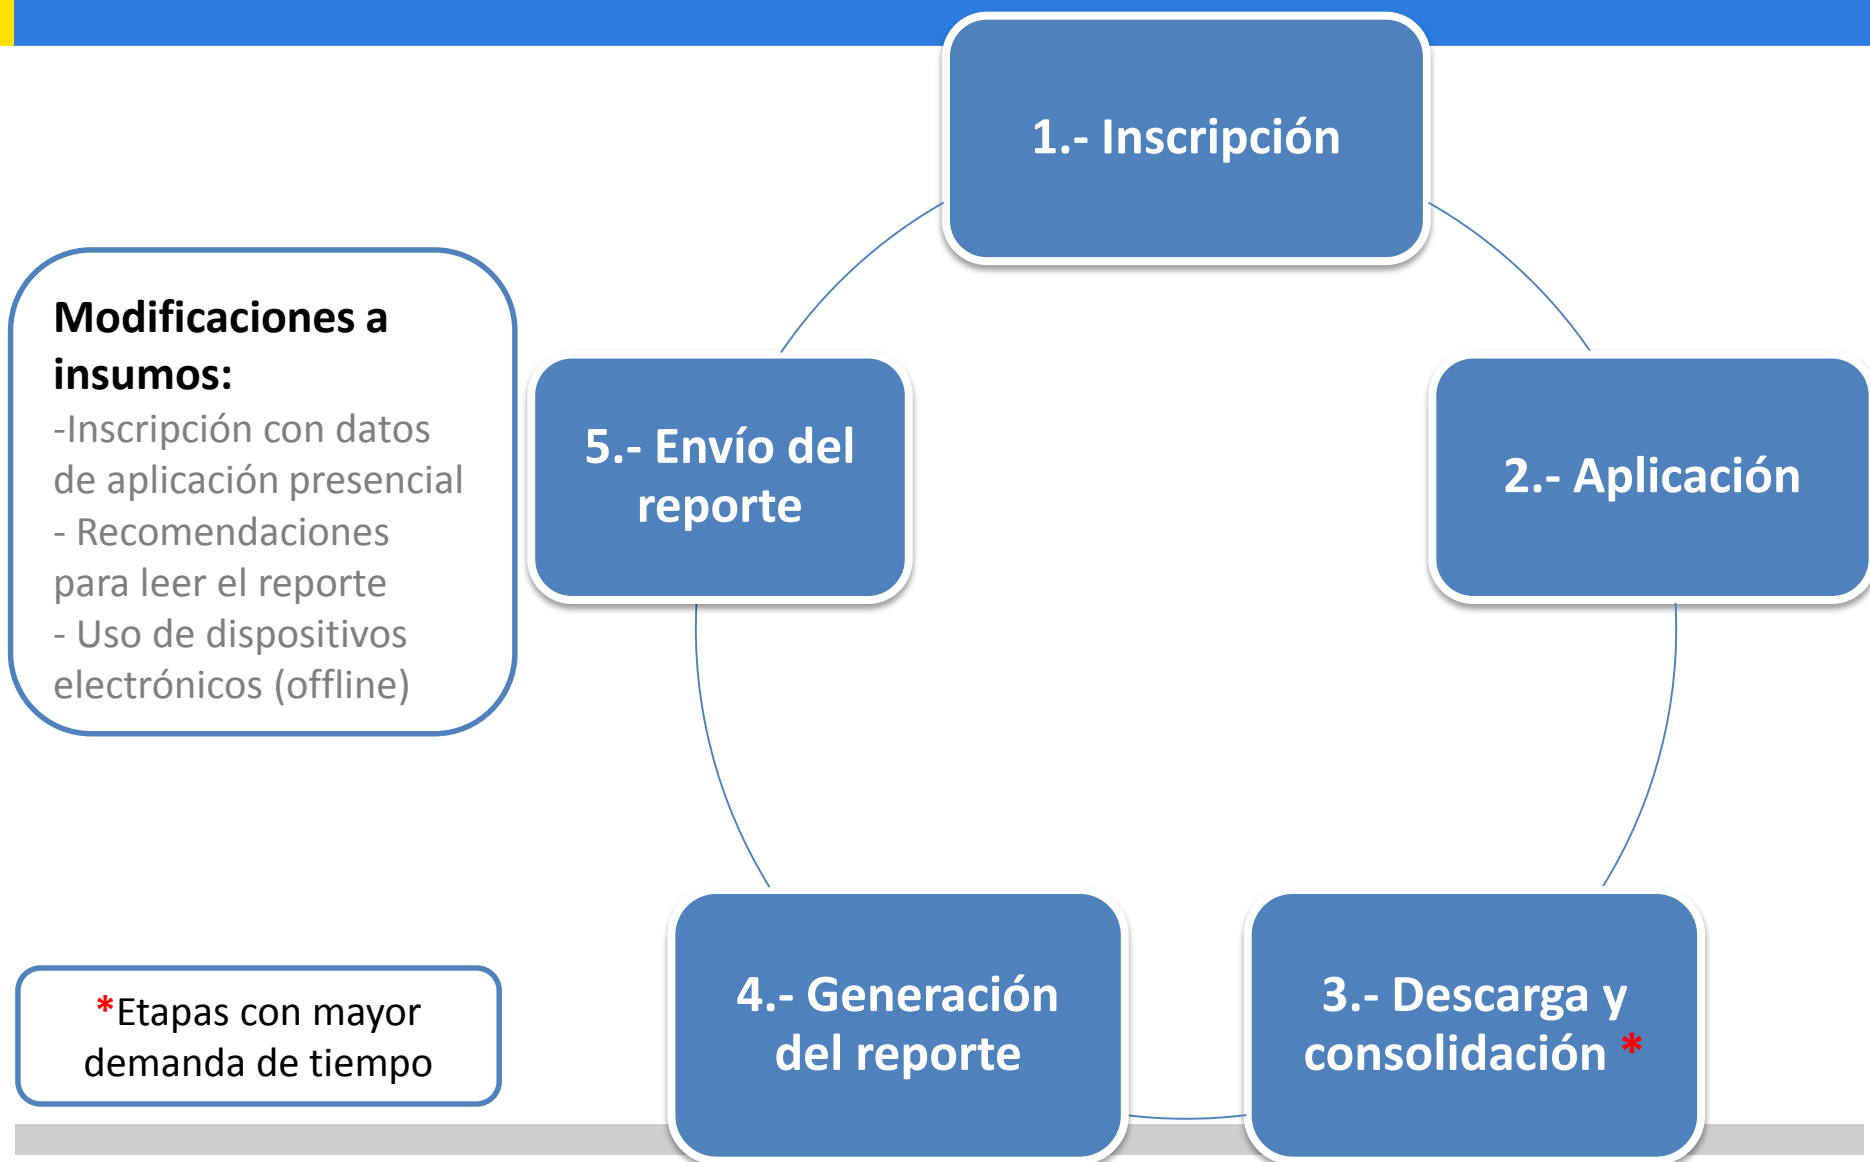 1.- Inscripción
Modificaciones a
insumos:
-Inscripción con datos
de aplicación presencial
- Recomendaciones
para leer el reporte
- Uso de dispositivos
electrónicos (offline)
5.- Envío del
reporte
2.- Aplicación
*Etapas con mayor
demanda de tiempo
4.- Generación
del reporte
3.- Descarga y
consolidación *